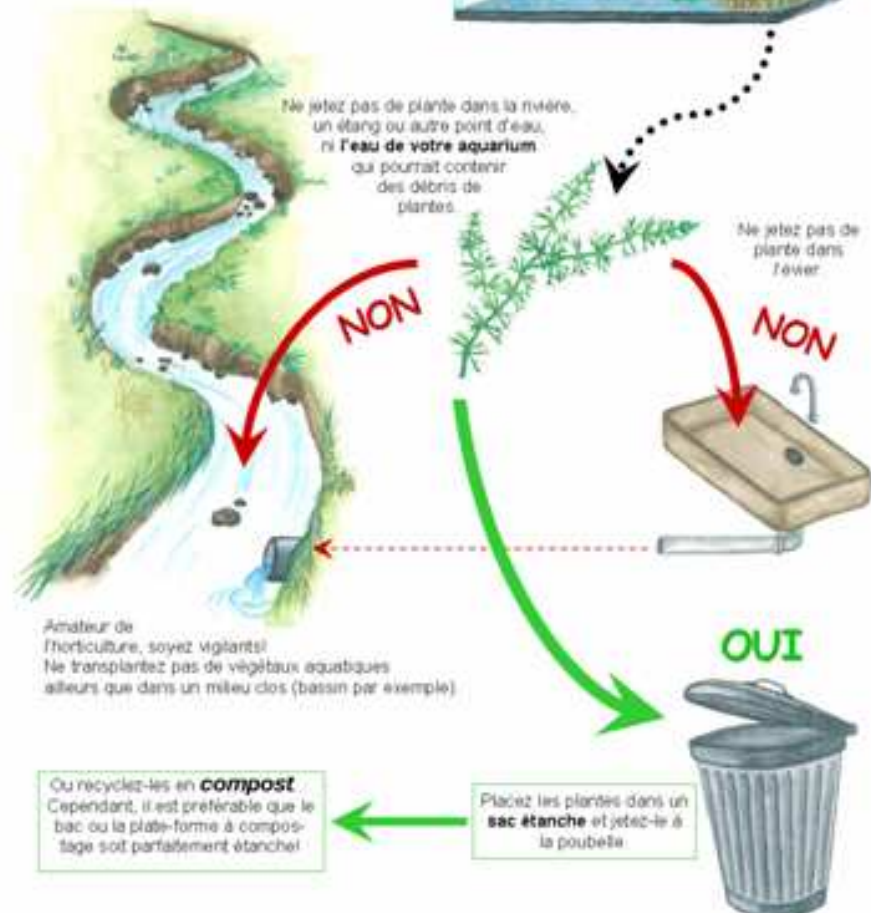 Ne jetez pas de plante dans la rivière,
un étang ou autre point d'eau,
ni l'eau de votre aquarium
qui pourrait contenir
des débris de
plantes.
Ne jetez pas de
plante dans
l'évier
NON
NON
Amateur de
l'horticulture, soyez vigilants!
Ne transplantez pas de végétaux aquatiques
ailleurs que dans un milieu clos (bassin par exemple)
OUI
Placez les plantes dans un
sac étanche et jetez-le à
la poubelle
Ou recyclez-les en compost
Cependant, il est préférable que le
bac ou la plate-forme à compos-
tage soit parfaitement étanche!